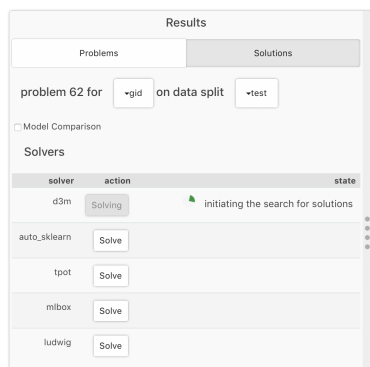 Results
Problems Solutions
problem 62 for gid on data split test
Model Comparison
Solvers
solver action state
d3m Solving initiating the search for solutions
auto_sklearn Solve
tpot Solve
mlbox Solve
ludwig Solve